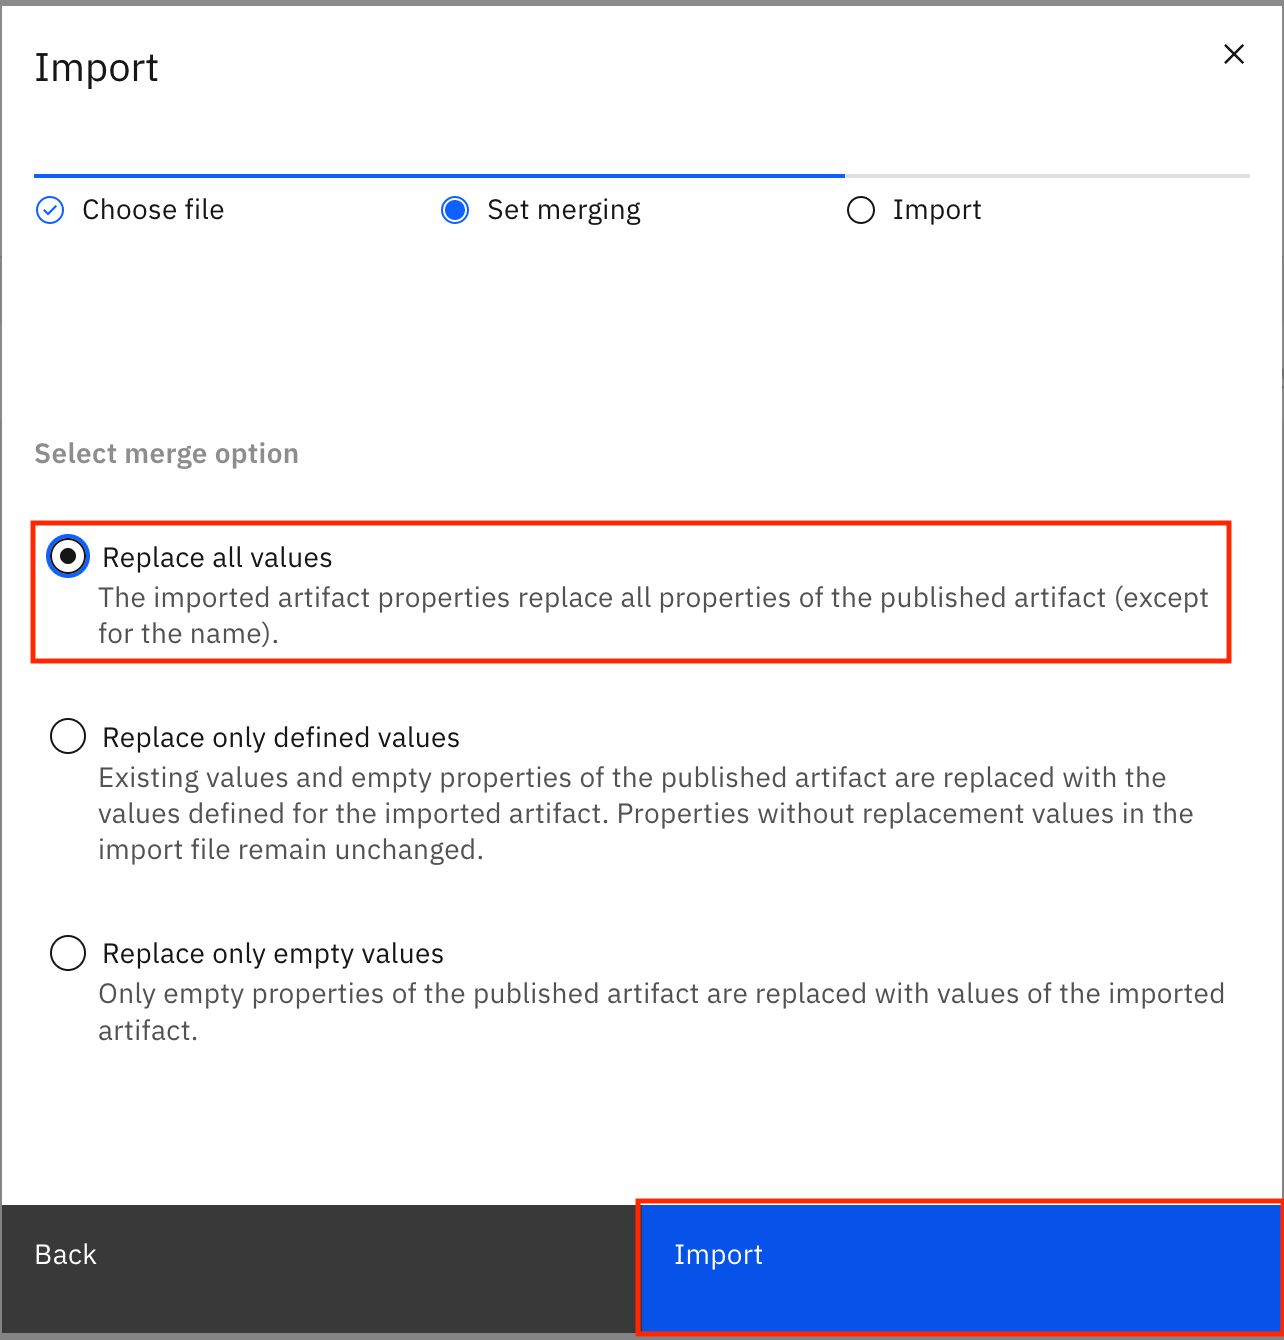 Import
Choose file
Set merging
Import
Select merge option
Replace all values
The imported artifact properties replace all properties of the published artifact (except
for the name).
Replace only defined values
Existing values and empty properties of the published artifact are replaced with the
values defined for the imported artifact. Properties without replacement values in the
import file remain unchanged.
Replace only empty values
Only empty properties of the published artifact are replaced with values of the imported
artifact.
Back
Import